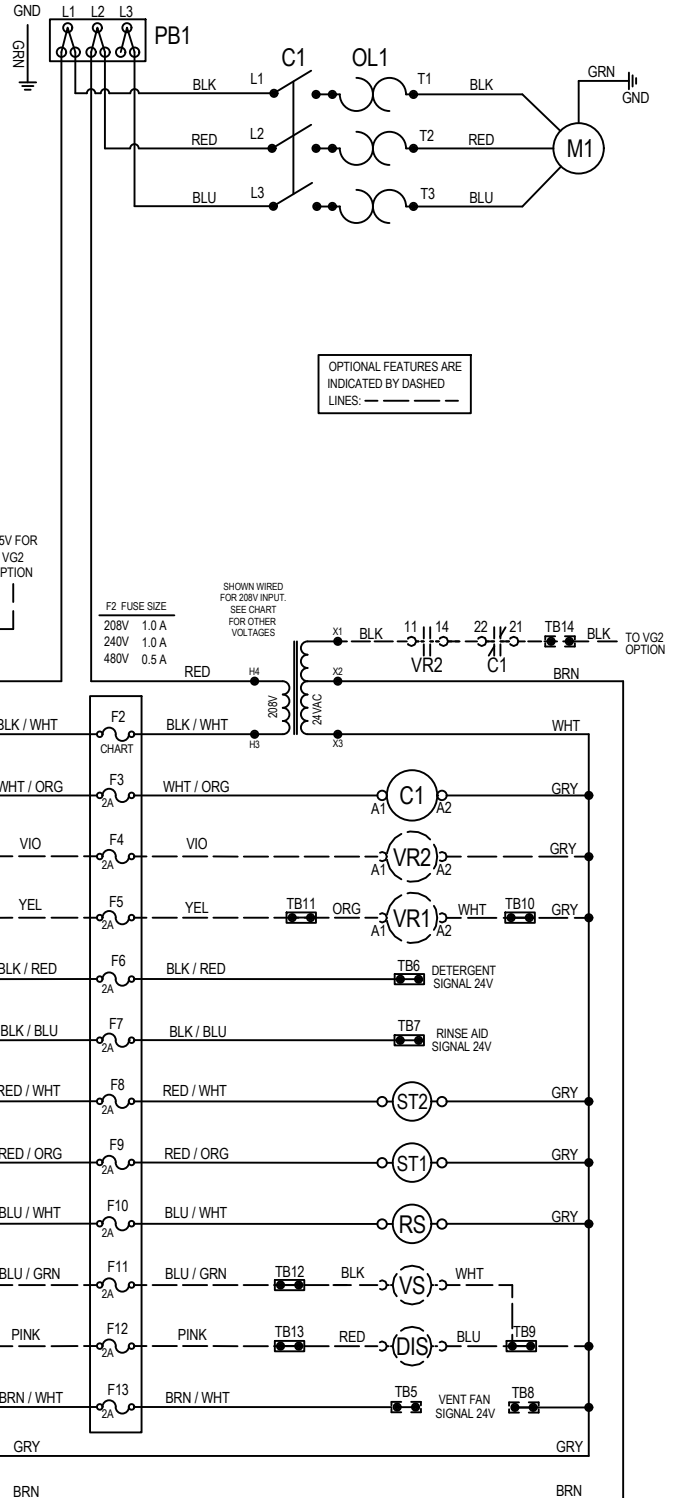 GND L1 L2 L3
GRN
PB1
C1 OL1
L1 BLK T1 BLK
GRN
GND
L2 RED T2 RED
M1
L3 BLU T3 BLU
OPTIONAL FEATURES ARE
INDICATED BY DASHED
LINES:
5V FOR
VG2
PTION
F2 FUSE SIZE
208V 1.0 A
240V 1.0 A
480V 0.5 A
SHOWN WIRED
FOR 208V INPUT.
SEE CHART
FOR OTHER
VOLTAGES
X1 BLK 11 14 22 21 TB14 BLK
TO VG2
OPTION
VR2 C1
RED H4 X2 BRN
208V 24VAC
BLK / WHT F2 BLK / WHT H3 X3 WHT
CHART
WHT / ORG F3 WHT / ORG C1 GRY
2A A1 A2
VIO F4 VIO VR2 GRY
2A A1 A2
YEL F5 YEL TB11 ORG VR1 WHT TB10 GRY
2A A1 A2
BLK / RED F6 BLK / RED TB6 DETERGENT
SIGNAL 24V
2A
BLK / BLU F7 BLK / BLU TB7 RINSE AID
SIGNAL 24V
2A
RED / WHT F8 RED / WHT ST2 GRY
2A
RED / ORG F9 RED / ORG ST1 GRY
2A
BLU / WHT F10 BLU / WHT RS GRY
2A
BLU / GRN F11 BLU / GRN TB12 BLK VS WHT
2A
PINK F12 PINK TB13 RED DIS BLU TB9
2A
BRN / WHT F13 BRN / WHT TB5 VENT FAN
SIGNAL 24V TB8
2A
GRY GRY
BRN BRN